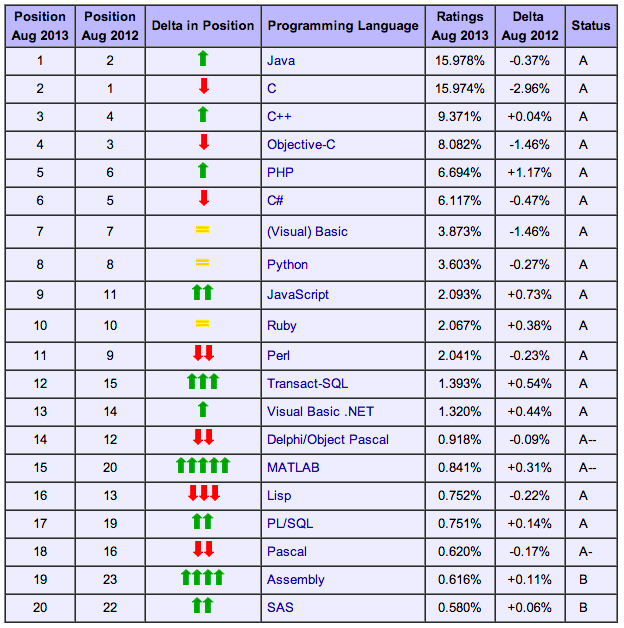 Position Aug 2013 Position Aug 2012 Delta in Position Programming Language Ratings Aug 2013 Delta Aug 2012 Status
1 2 Java 15.978% -0.37% A
2 1 C 15.974% -2.96% A
3 4 C++ 9.371% +0.04% A
4 3 Objective-C 8.082% -1.46% A
5 6 PHP 6.694% +1.17% A
6 5 C# 6.117% -0.47% A
7 7 (Visual) Basic 3.873% -1.46% A
8 8 Python 3.603% -0.27% A
9 11 JavaScript 2.093% +0.73% A
10 10 Ruby 2.067% +0.38% A
11 9 Perl 2.041% -0.23% A
12 15 Transact-SQL 1.393% +0.54% A
13 14 Visual Basic .NET 1.320% +0.44% A
14 12 Delphi/Object Pascal 0.918% -0.09% A--
15 20 MATLAB 0.841% +0.31% A--
16 13 Lisp 0.752% -0.22% A
17 19 PL/SQL 0.751% +0.14% A
18 16 Pascal 0.620% -0.17% A-
19 23 Assembly 0.616% +0.11% B
20 22 SAS 0.580% +0.06% B